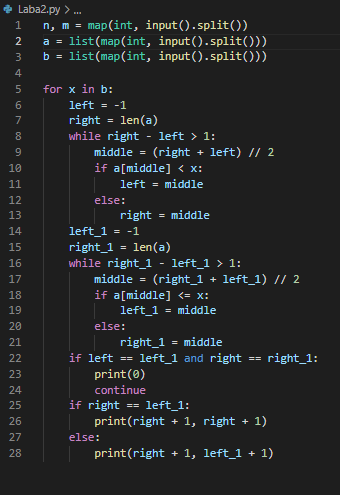 Laba2.py > ...
1 n, m = map(int, input().split())
2 a = list(map(int, input().split()))
3 b = list(map(int, input().split()))
4
5 for x in b:
6     left = -1
7     right = len(a)
8     while right - left > 1:
9         middle = (right + left) // 2
10         if a[middle] < x:
11             left = middle
12         else:
13             right = middle
14     left_1 = -1
15     right_1 = len(a)
16     while right_1 - left_1 > 1:
17         middle = (right_1 + left_1) // 2
18         if a[middle] <= x:
19             left_1 = middle
20         else:
21             right_1 = middle
22     if left == left_1 and right == right_1:
23         print(0)
24         continue
25     if right == left_1:
26         print(right + 1, right + 1)
27     else:
28         print(right + 1, left_1 + 1)